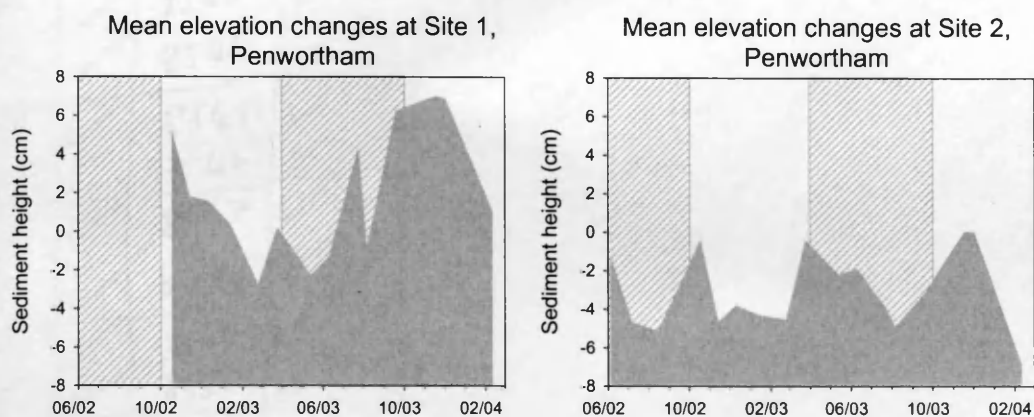 Mean elevation changes at Site 1,
Penwortham
Sediment height (cm)
8
6
4
2
0
-2
-4
-6
-8
06/02 10/02 02/03 06/03 10/03 02/04
Mean elevation changes at Site 2,
Penwortham
Sediment height (cm)
8
6
4
2
0
-2
-4
-6
-8
06/02 10/02 02/03 06/03 10/03 02/04